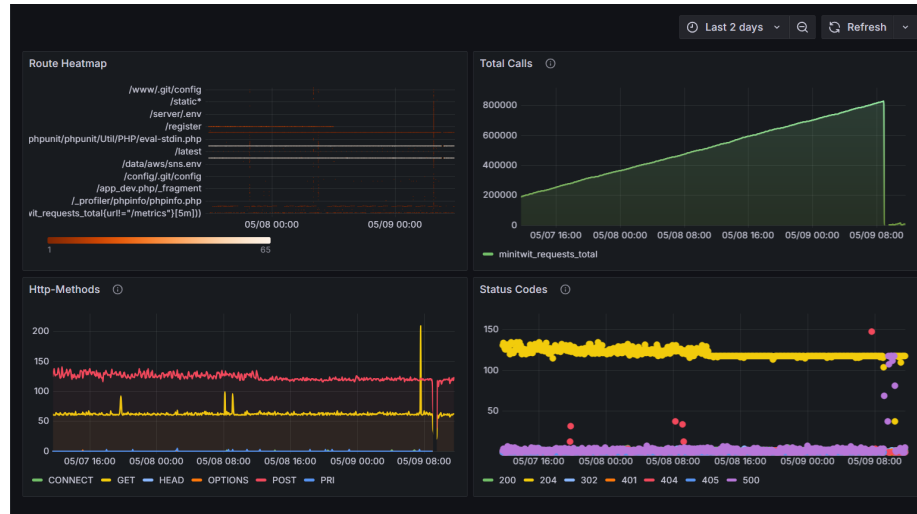 Last 2 days
Refresh
Route Heatmap
/www/.git/config
/static*
/server/.env
/register
phpunit/phpunit/Util/PHP/eval-stdin.php
/latest
/data/aws/sns.env
/config/.git/config
/app_dev.php/_fragment
/_profiler/phpinfo/phpinfo.php
wit_requests_total{url!="/metrics"}[5m]))
05/08 00:00 05/09 00:00
1 65
Total Calls
800000
600000
400000
200000
0
05/07 16:00 05/08 00:00 05/08 08:00 05/08 16:00 05/09 00:00 05/09 08:00
minitwit_requests_total
Http-Methods
200
150
100
50
0
05/07 16:00 05/08 00:00 05/08 08:00 05/08 16:00 05/09 00:00 05/09 08:00
CONNECT GET HEAD OPTIONS POST PRI
Status Codes
150
100
50
05/07 16:00 05/08 00:00 05/08 08:00 05/08 16:00 05/09 00:00 05/09 08:00
200 204 302 401 404 405 500